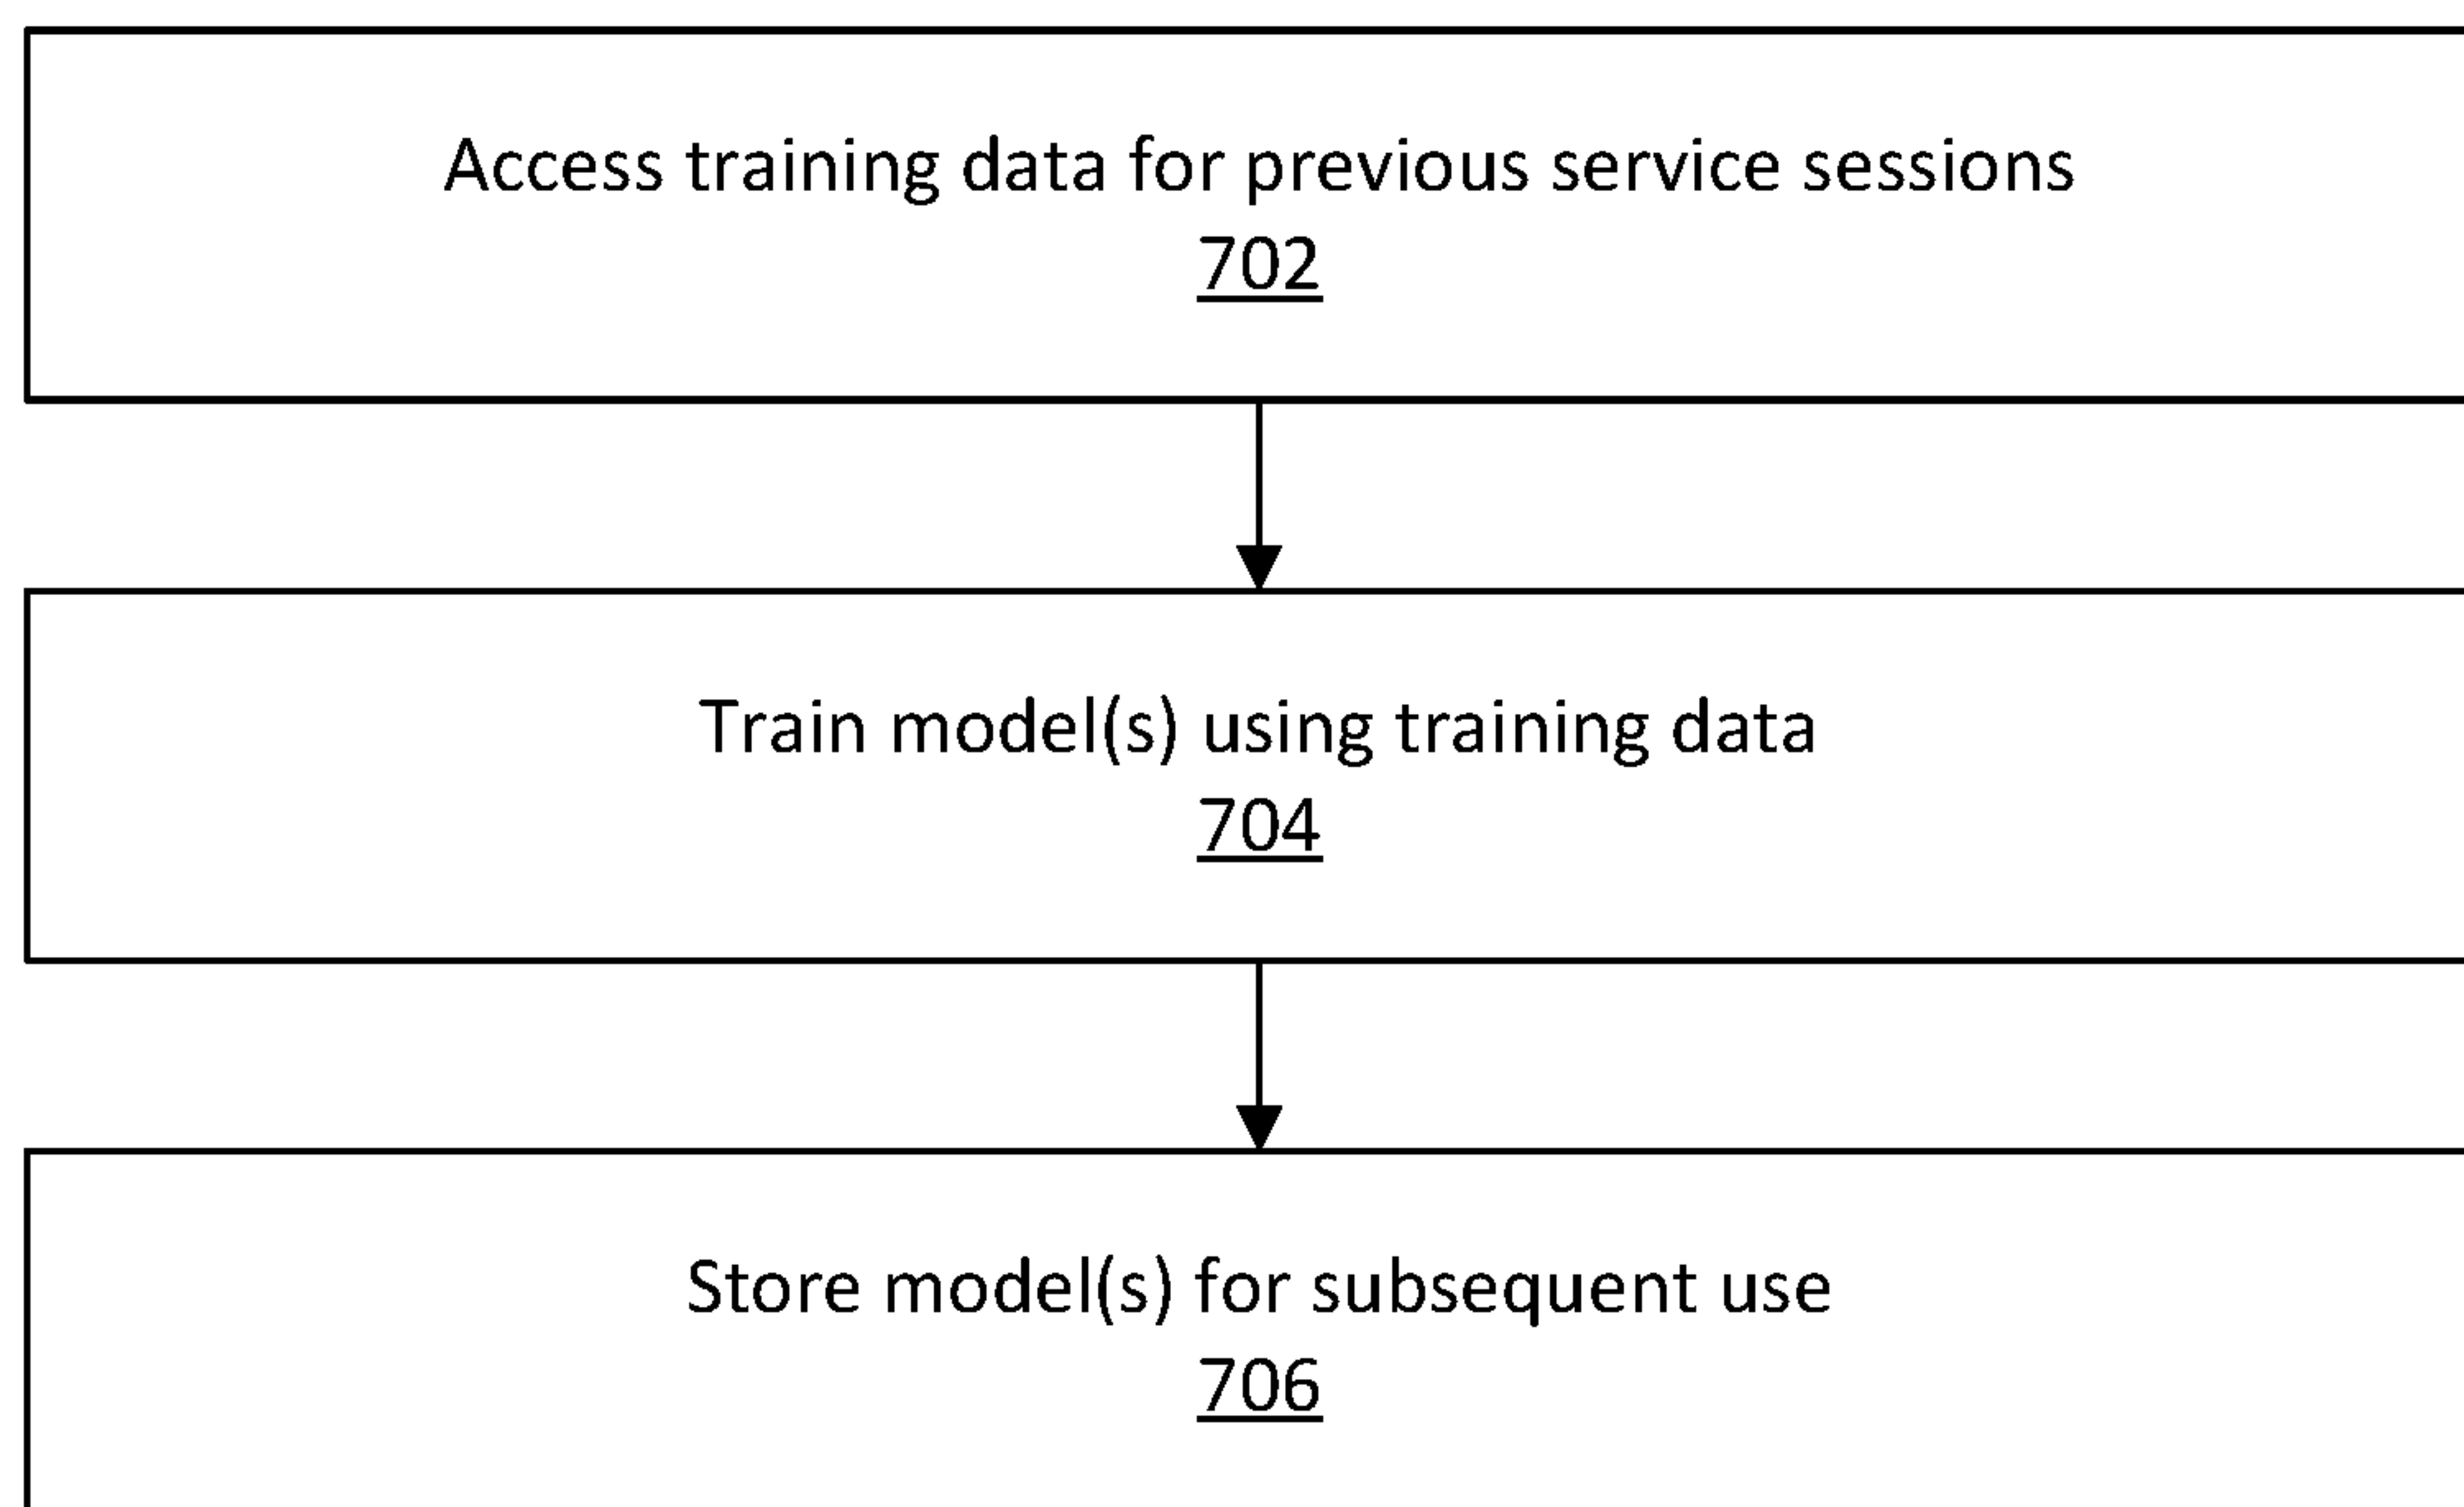 Access training data for previous service sessions
702
Train model(s) using training data
704
Store model(s) for subsequent use
706